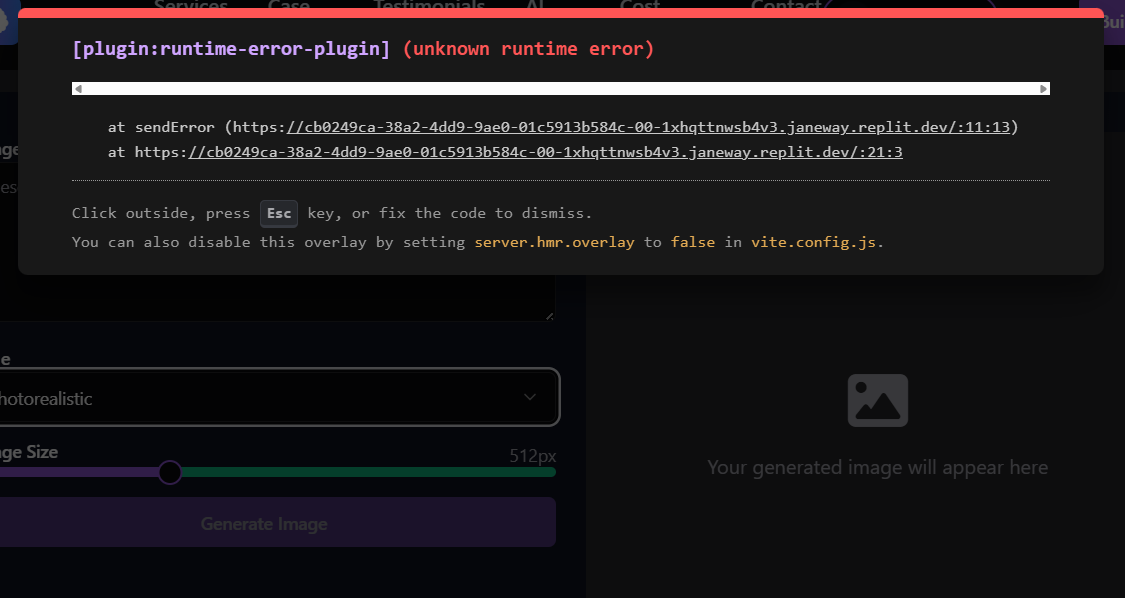 Services Case Testimonials AI Cost Contact
Bui
[plugin:runtime-error-plugin] (unknown runtime error)
at sendError (https://cb0249ca-38a2-4dd9-9ae0-01c5913b584c-00-1xhqttnwsb4v3.janeway.replit.dev/:11:13)
at https://cb0249ca-38a2-4dd9-9ae0-01c5913b584c-00-1xhqttnwsb4v3.janeway.replit.dev/:21:3
Click outside, press Esc key, or fix the code to dismiss.
You can also disable this overlay by setting server.hmr.overlay to false in vite.config.js.
age
es
e
hotorealistic
age Size 512px
Generate Image
Your generated image will appear here